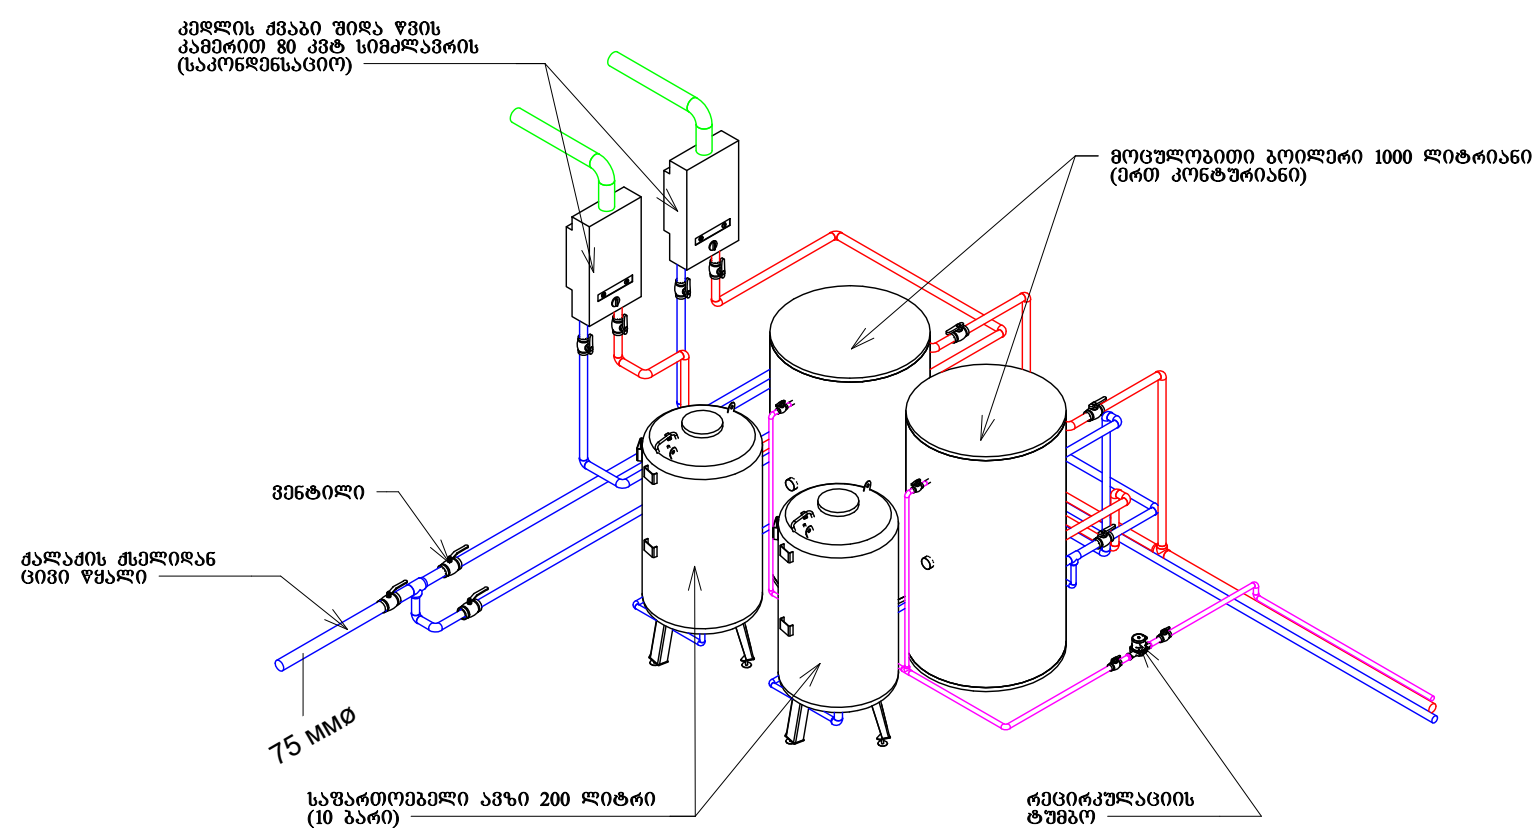 კედლის ქვაბი შიდა წვის
კამერით 80 კვტ სიმძლავრის
(საკონდენსაციო)
მოცულობითი ბოილერი 1000 ლიტრიანი
(ერთ კონტურიანი)
ვენტილი
ქალაქის ქსელიდან
ცივი წყალი
75 ММØ
საფართოებელი ავზი 200 ლიტრი
(10 ბარი)
რეცირკულაციის
ტუმბო